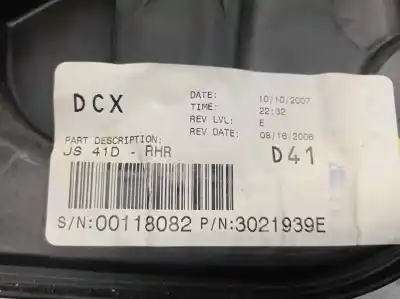 DCX
DATE: 10/10/2007
TIME: 22:32
REV LVL: E
REV DATE: 08/16/2006
PART DESCRIPTION:
JS 41D - RHR
D41
S/N:00118082 P/N:3021939E